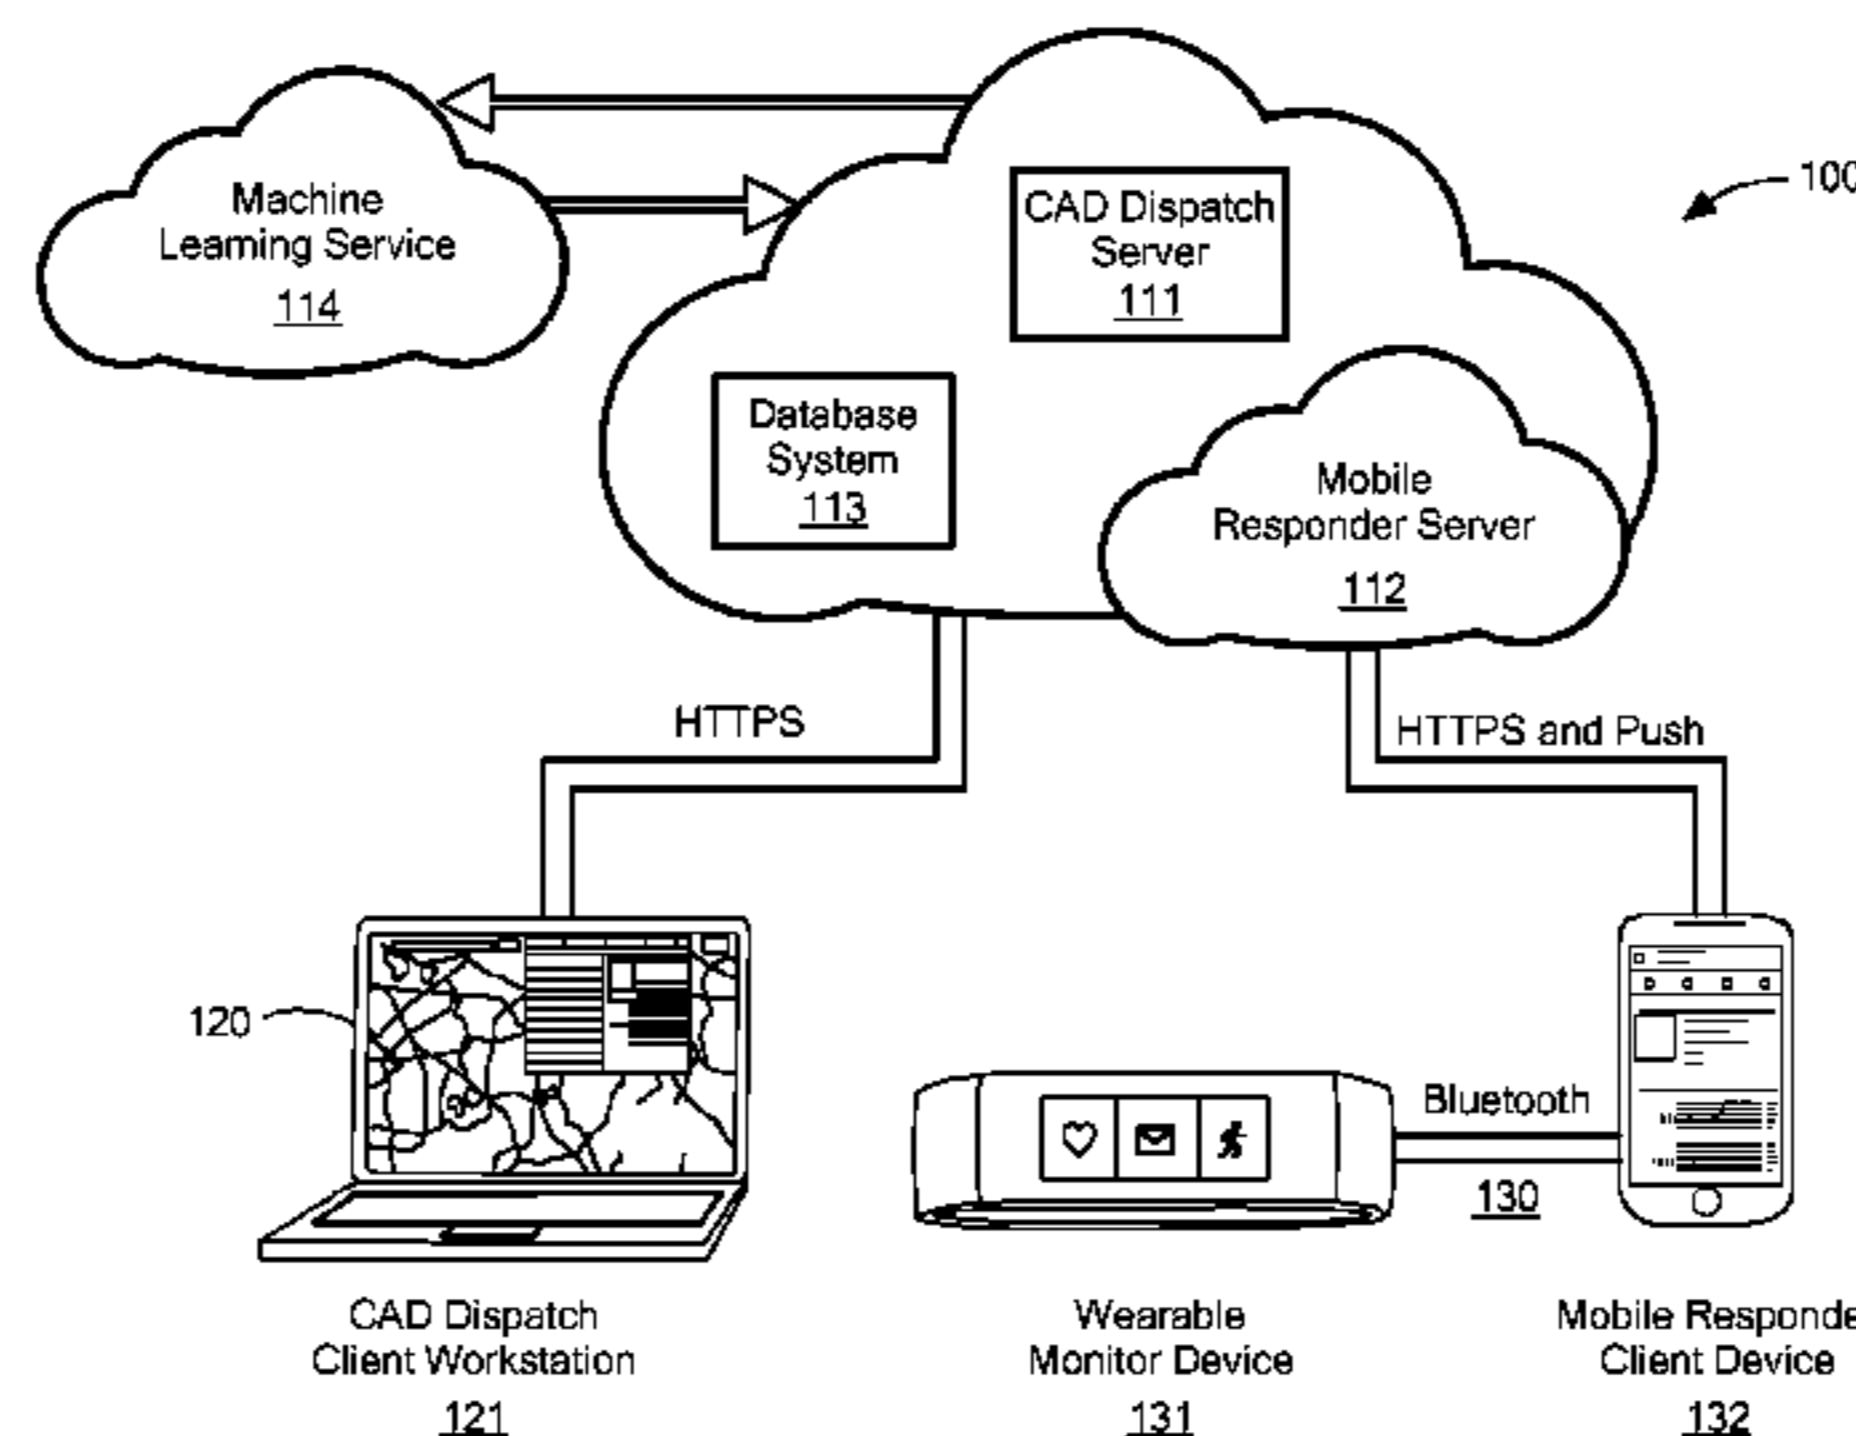 Machine
Learning Service
114
CAD Dispatch
Server
111
100
Database
System
113
Mobile
Responder Server
112
HTTPS
HTTPS and Push
120
Bluetooth
130
CAD Dispatch
Client Workstation
121
Wearable
Monitor Device
131
Mobile Responde
Client Device
132